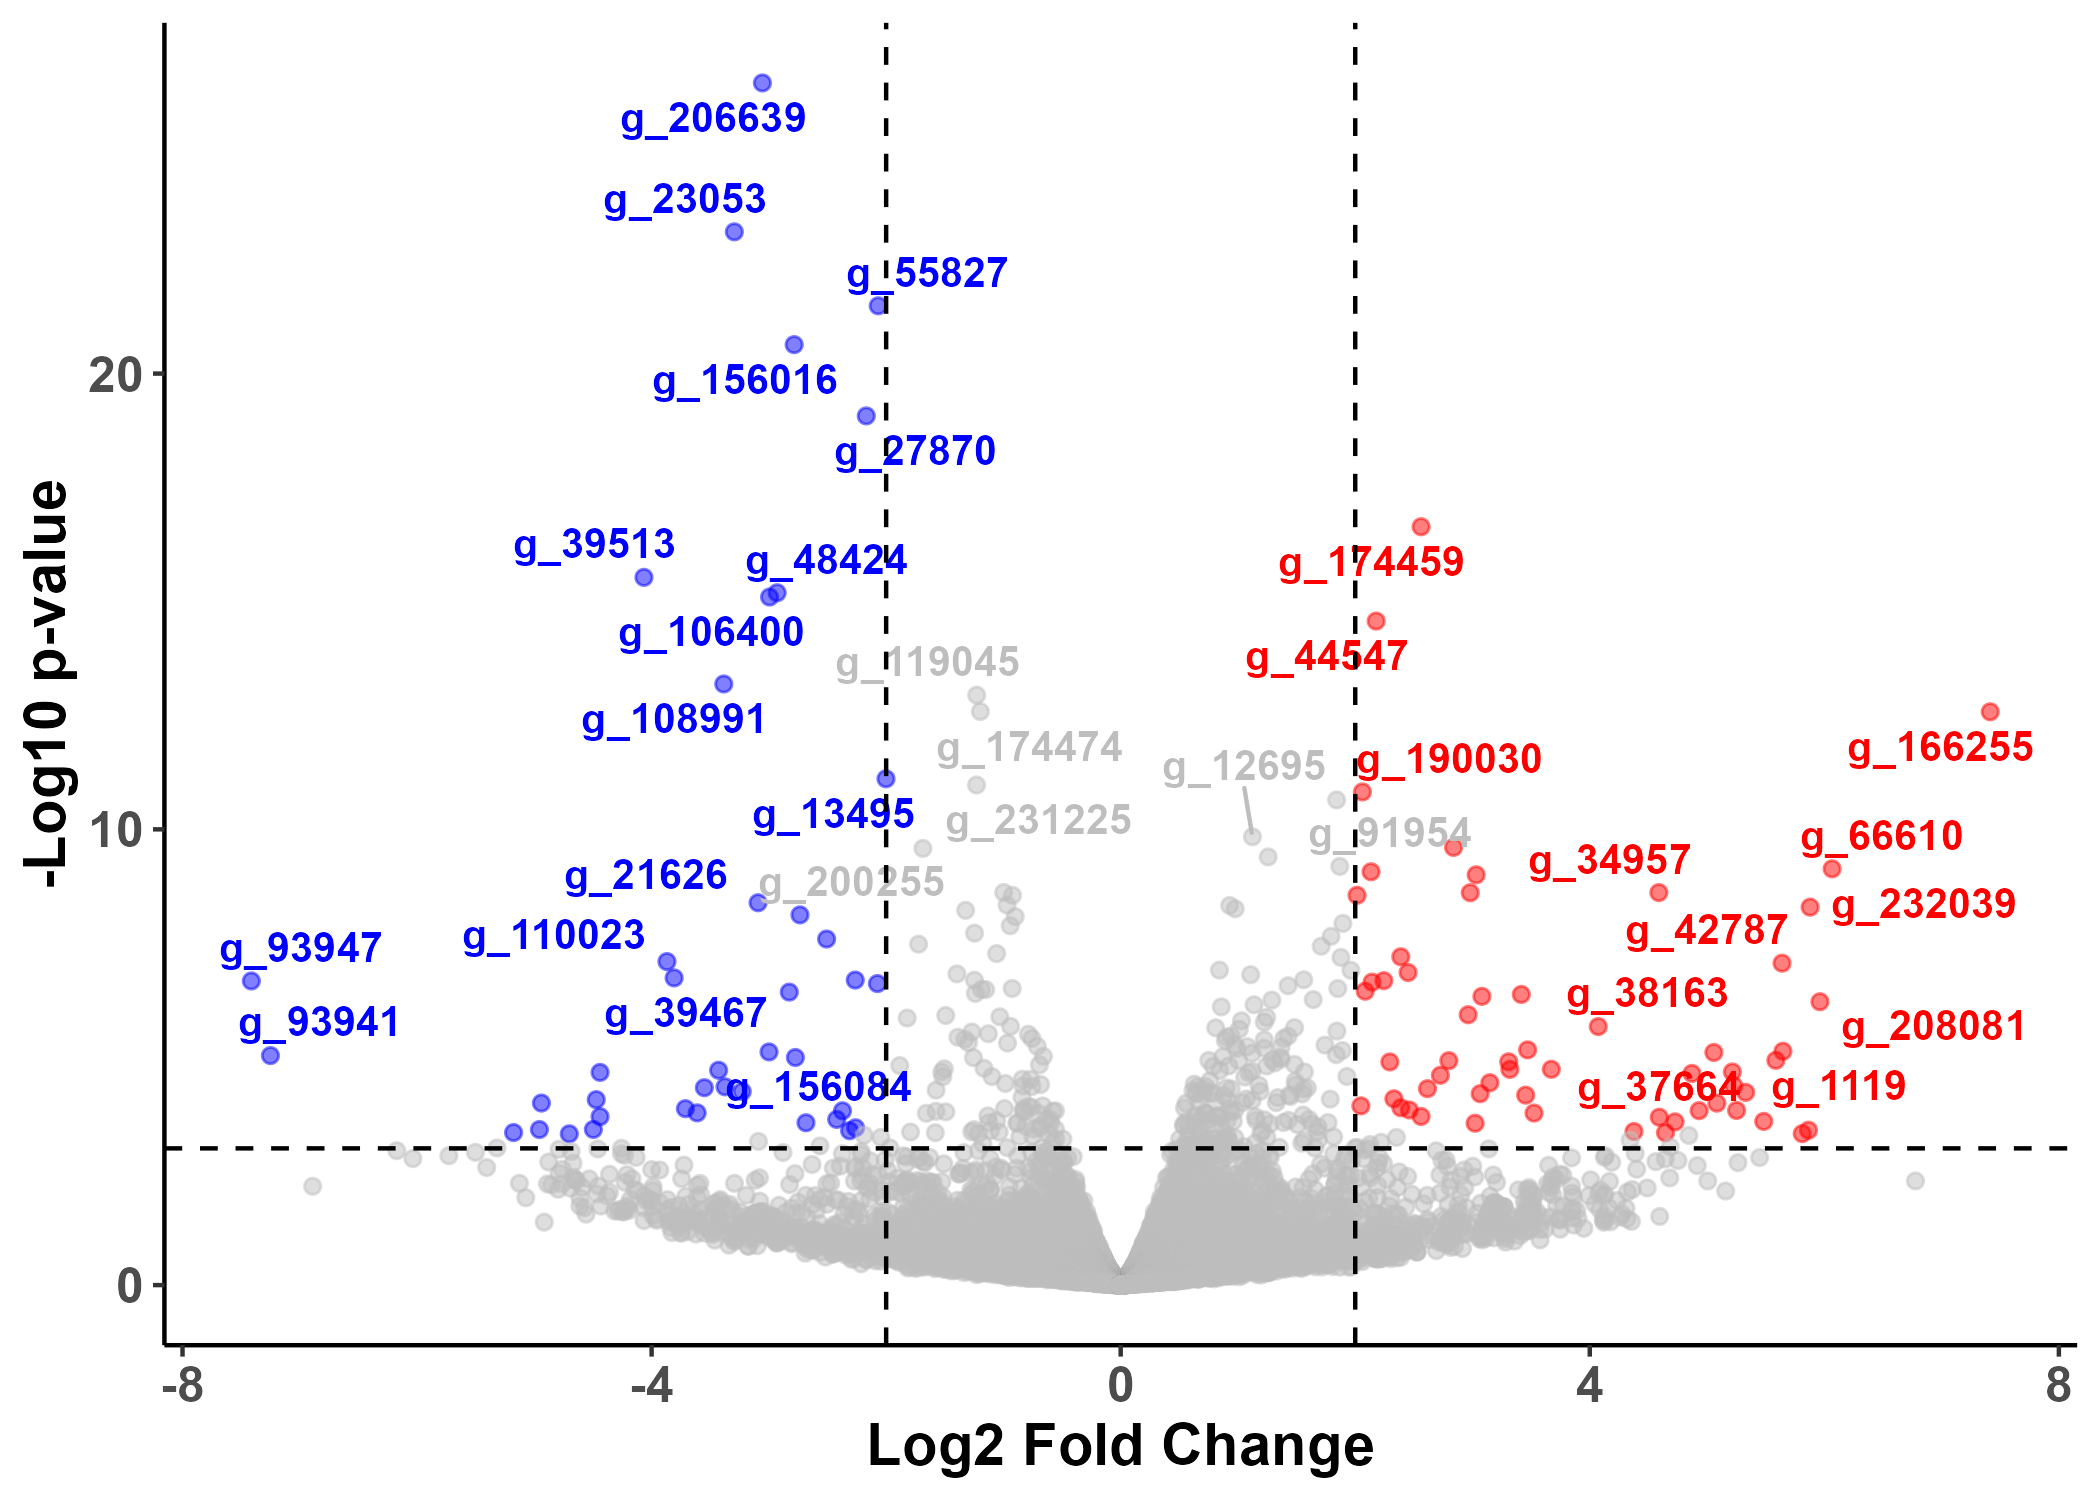 g_206639
g_23053
g_55827
g_156016
g_27870
g_39513
g_48424
g_174459
g_106400
g_44547
g_119045
g_108991
g_174474
g_166255
g_190030
g_12695
g_13495
g_231225
g_91954
g_66610
g_34957
g_21626
g_200255
g_232039
g_42787
g_110023
g_93947
g_38163
g_39467
g_93941
g_208081
g_156084
g_37664
g_1119
20
10
0
-Log10 p-value
-8
-4
0
4
8
Log2 Fold Change